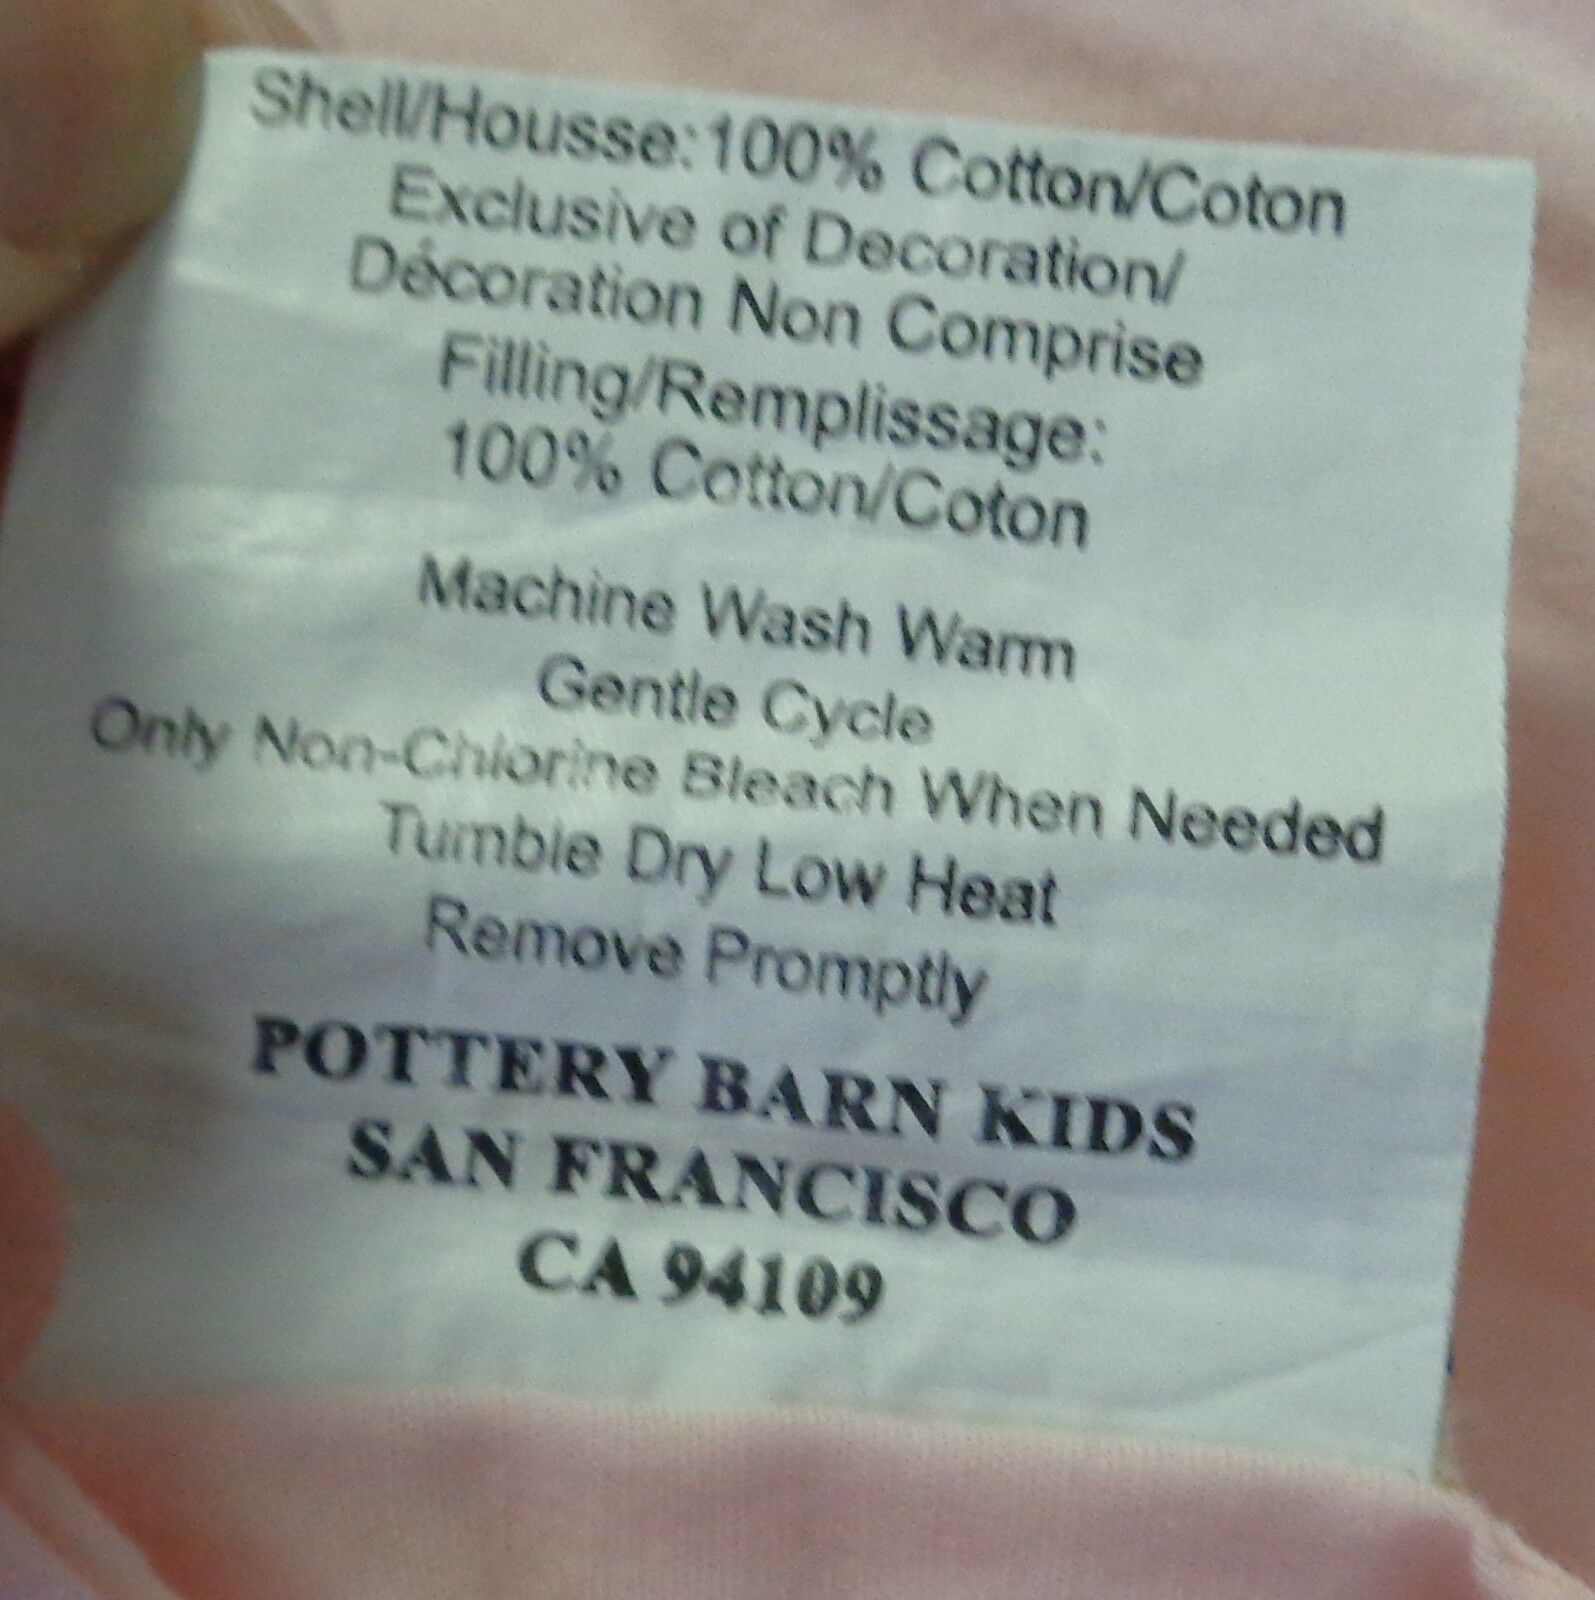 Shell/Housse:100% Cotton/Coton
Exclusive of Decoration/
Décoration Non Comprise
Filling/Remplissage:
100% Cotton/Coton
Machine Wash Warm
Gentle Cycle
Only Non-Chlorine Bleach When Needed
Tumble Dry Low Heat
Remove Promptly
POTTERY BARN KIDS
SAN FRANCISCO
CA 94109